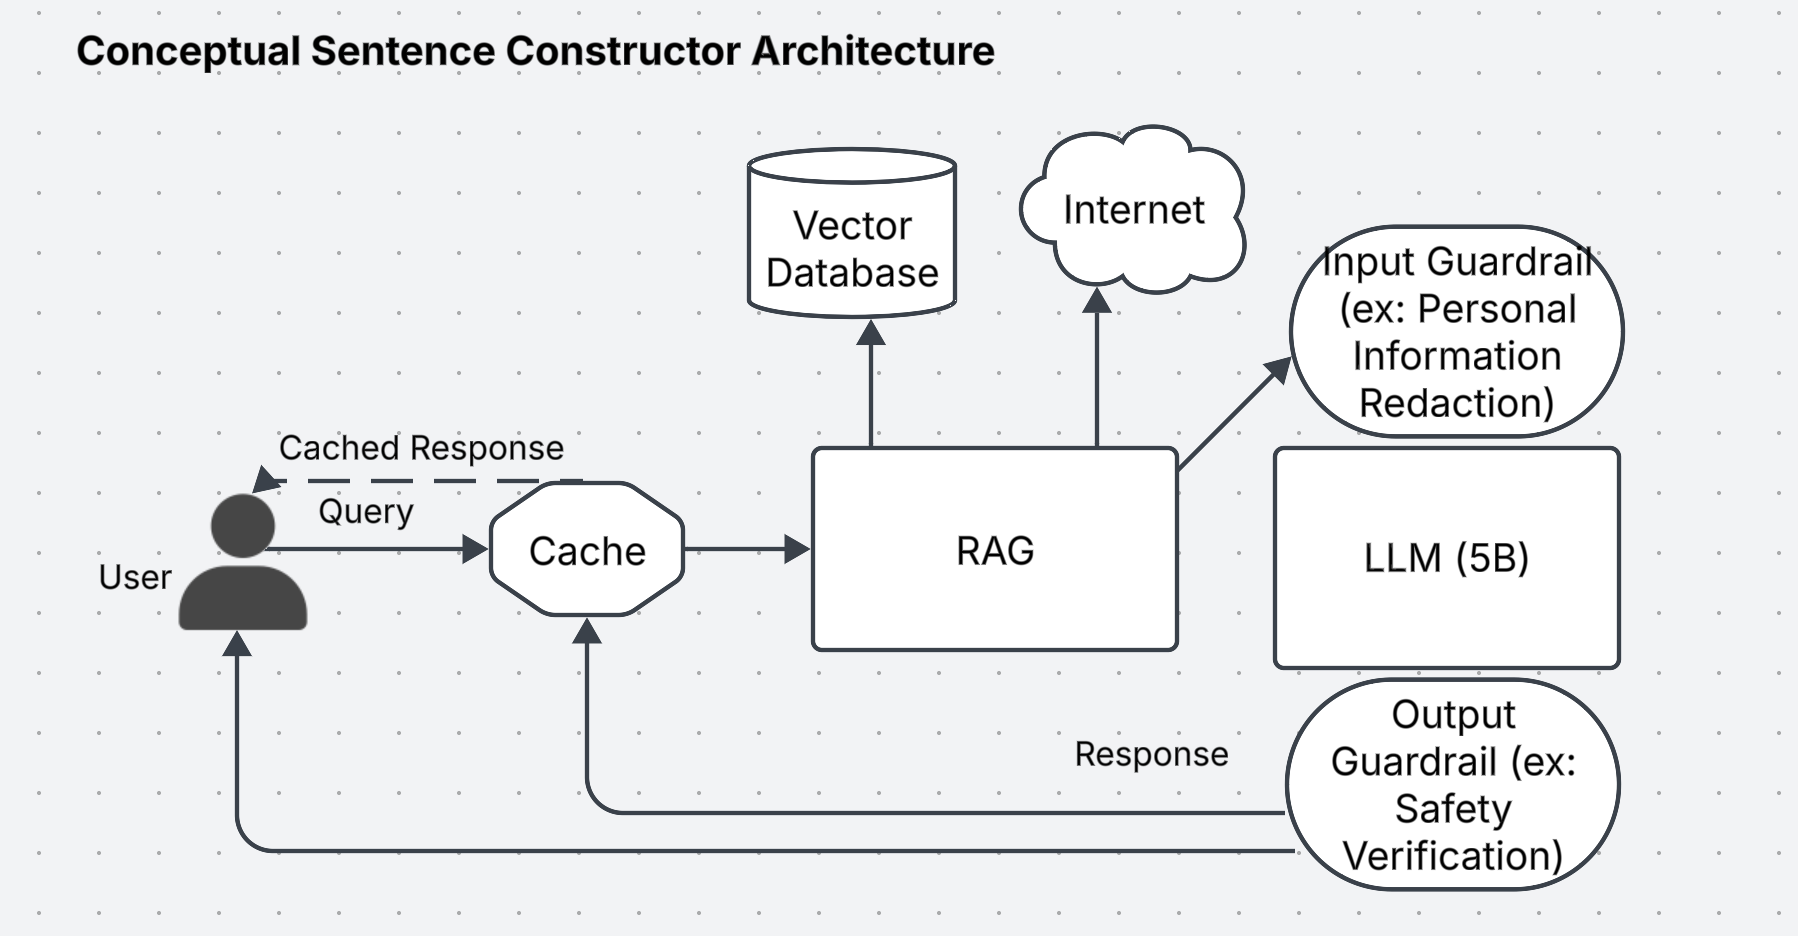 Conceptual Sentence Constructor Architecture
Vector
Database
Internet
Input Guardrail
(ex: Personal
Information
Redaction)
Cached Response
Query
User
Cache
RAG
LLM (5B)
Response
Output
Guardrail (ex:
Safety
Verification)